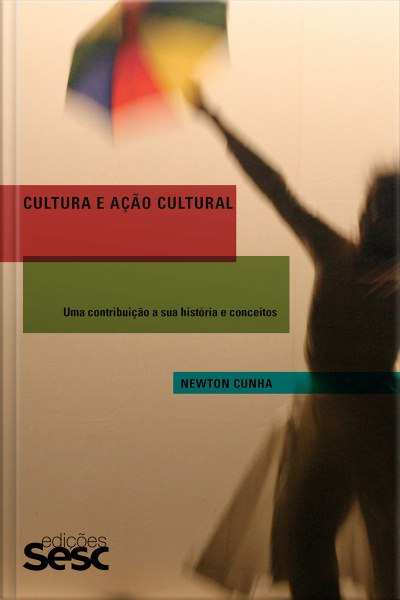 CULTURA E AÇÃO CULTURAL
Uma contribuição a sua história e conceitos
NEWTON CUNHA
edições
Sesc